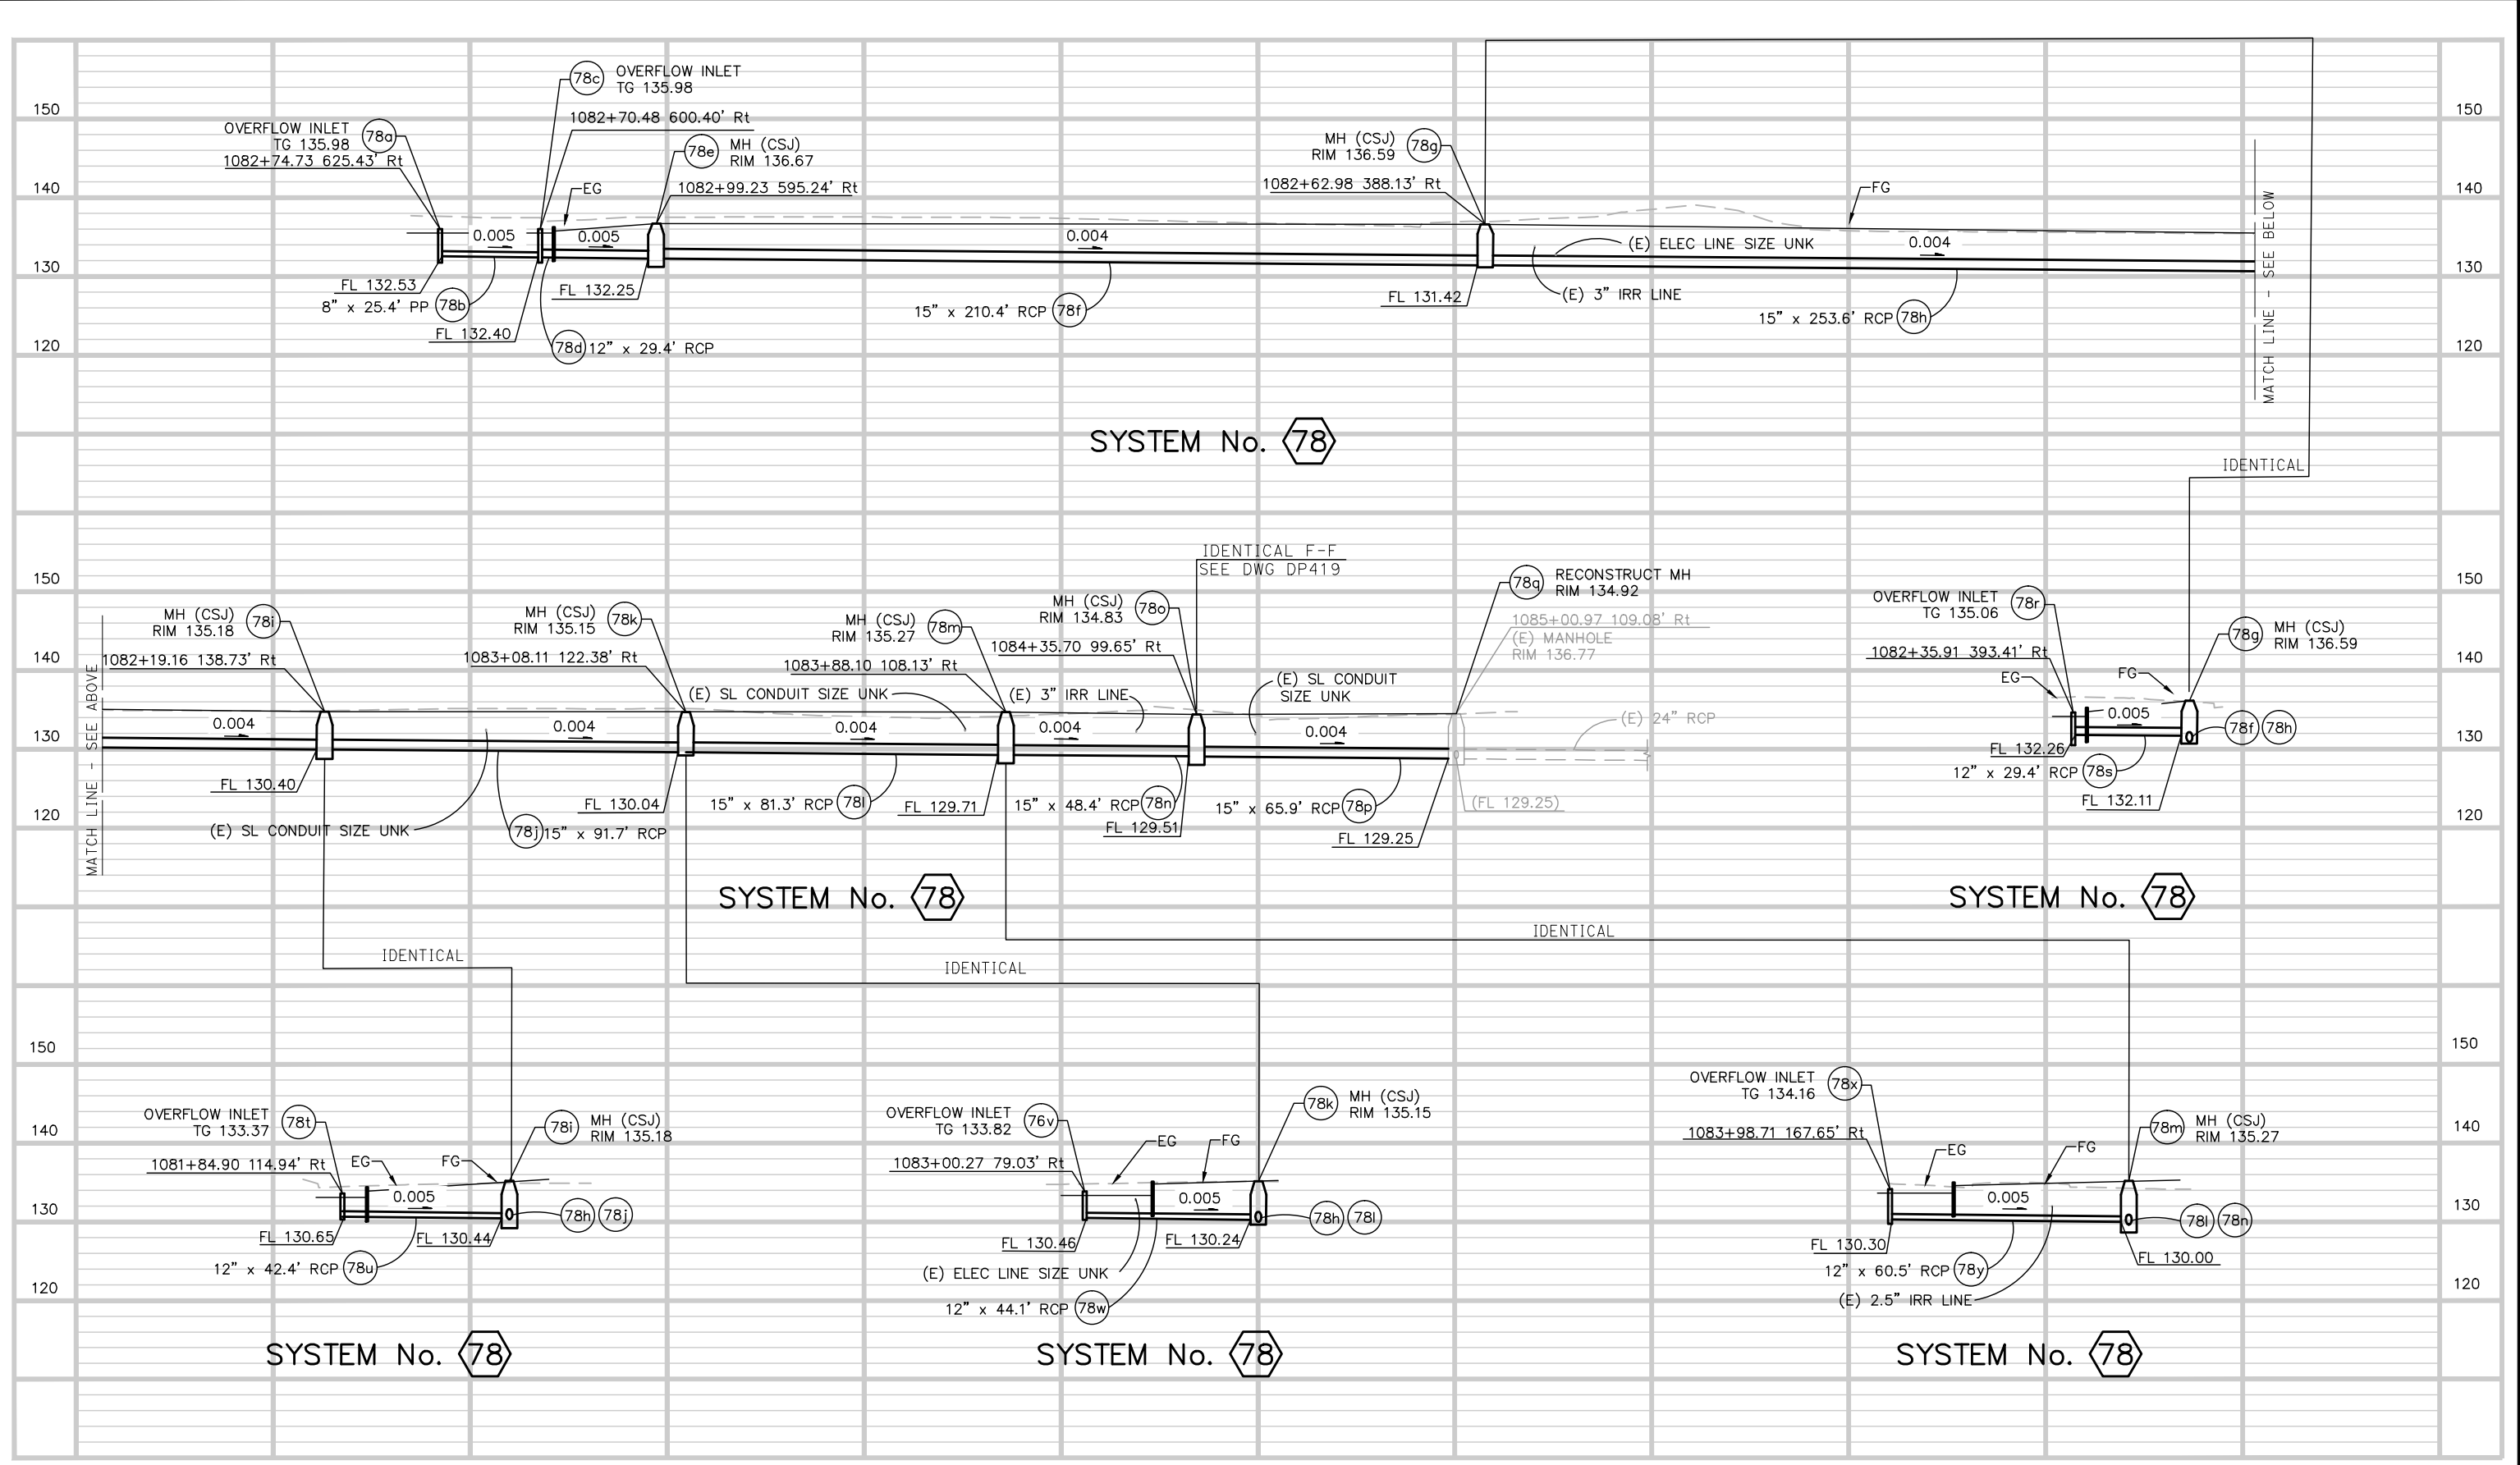 78c OVERFLOW INLET
TG 135.98
1082+70.48 600.40' Rt
OVERFLOW INLET 78a
TG 135.98
1082+74.73 625.43' Rt
78e MH (CSJ)
RIM 136.67
1082+99.23 595.24' Rt
EG
MH (CSJ) 78g
RIM 136.59
1082+62.98 388.13' Rt
FG
150
140
130
120
150
140
130
120
0.005
0.005
0.004
0.004
(E) ELEC LINE SIZE UNK
(E) 3" IRR LINE
FL 132.53
8" x 25.4' PP 78b
FL 132.40
FL 132.25
78d 12" x 29.4' RCP
15" x 210.4' RCP 78f
FL 131.42
15" x 253.6' RCP 78h
MATCH LINE - SEE BELOW
SYSTEM No. 78
IDENTICAL
150
140
130
120
150
140
130
120
MATCH LINE - SEE ABOVE
MH (CSJ) 78i
RIM 135.18
1082+19.16 138.73' Rt
MH (CSJ) 78k
RIM 135.15
1083+08.11 122.38' Rt
MH (CSJ) 78m
RIM 135.27
1083+88.10 108.13' Rt
IDENTICAL F-F
SEE DWG DP419
MH (CSJ) 78o
RIM 134.83
1084+35.70 99.65' Rt
78q RECONSTRUCT MH
RIM 134.92
1085+00.97 109.08' Rt
(E) MANHOLE
RIM 136.77
(E) SL CONDUIT SIZE UNK
(E) 3" IRR LINE
(E) SL CONDUIT
SIZE UNK
(E) 24" RCP
0.004
0.004
0.004
0.004
0.004
FL 130.40
(E) SL CONDUIT SIZE UNK
78j 15" x 91.7' RCP
FL 130.04
15" x 81.3' RCP 78l
FL 129.71
15" x 48.4' RCP 78n
FL 129.51
15" x 65.9' RCP 78p
FL 129.25
(FL 129.25)
SYSTEM No. 78
OVERFLOW INLET 78r
TG 135.06
1082+35.91 393.41' Rt
78g MH (CSJ)
RIM 136.59
EG
FG
0.005
78f 78h
FL 132.26
12" x 29.4' RCP 78s
FL 132.11
SYSTEM No. 78
IDENTICAL
IDENTICAL
IDENTICAL
150
140
130
120
150
140
130
120
OVERFLOW INLET 78t
TG 133.37
1081+84.90 114.94' Rt
EG
FG
78i MH (CSJ)
RIM 135.18
0.005
78h 78j
FL 130.65
FL 130.44
12" x 42.4' RCP 78u
SYSTEM No. 78
OVERFLOW INLET 76v
TG 133.82
1083+00.27 79.03' Rt
EG
FG
78k MH (CSJ)
RIM 135.15
0.005
78h 78l
FL 130.46
FL 130.24
(E) ELEC LINE SIZE UNK
12" x 44.1' RCP 78w
SYSTEM No. 78
OVERFLOW INLET 78x
TG 134.16
1083+98.71 167.65' Rt
EG
FG
78m MH (CSJ)
RIM 135.27
0.005
78l 78n
FL 130.30
FL 130.00
12" x 60.5' RCP 78y
(E) 2.5" IRR LINE
SYSTEM No. 78